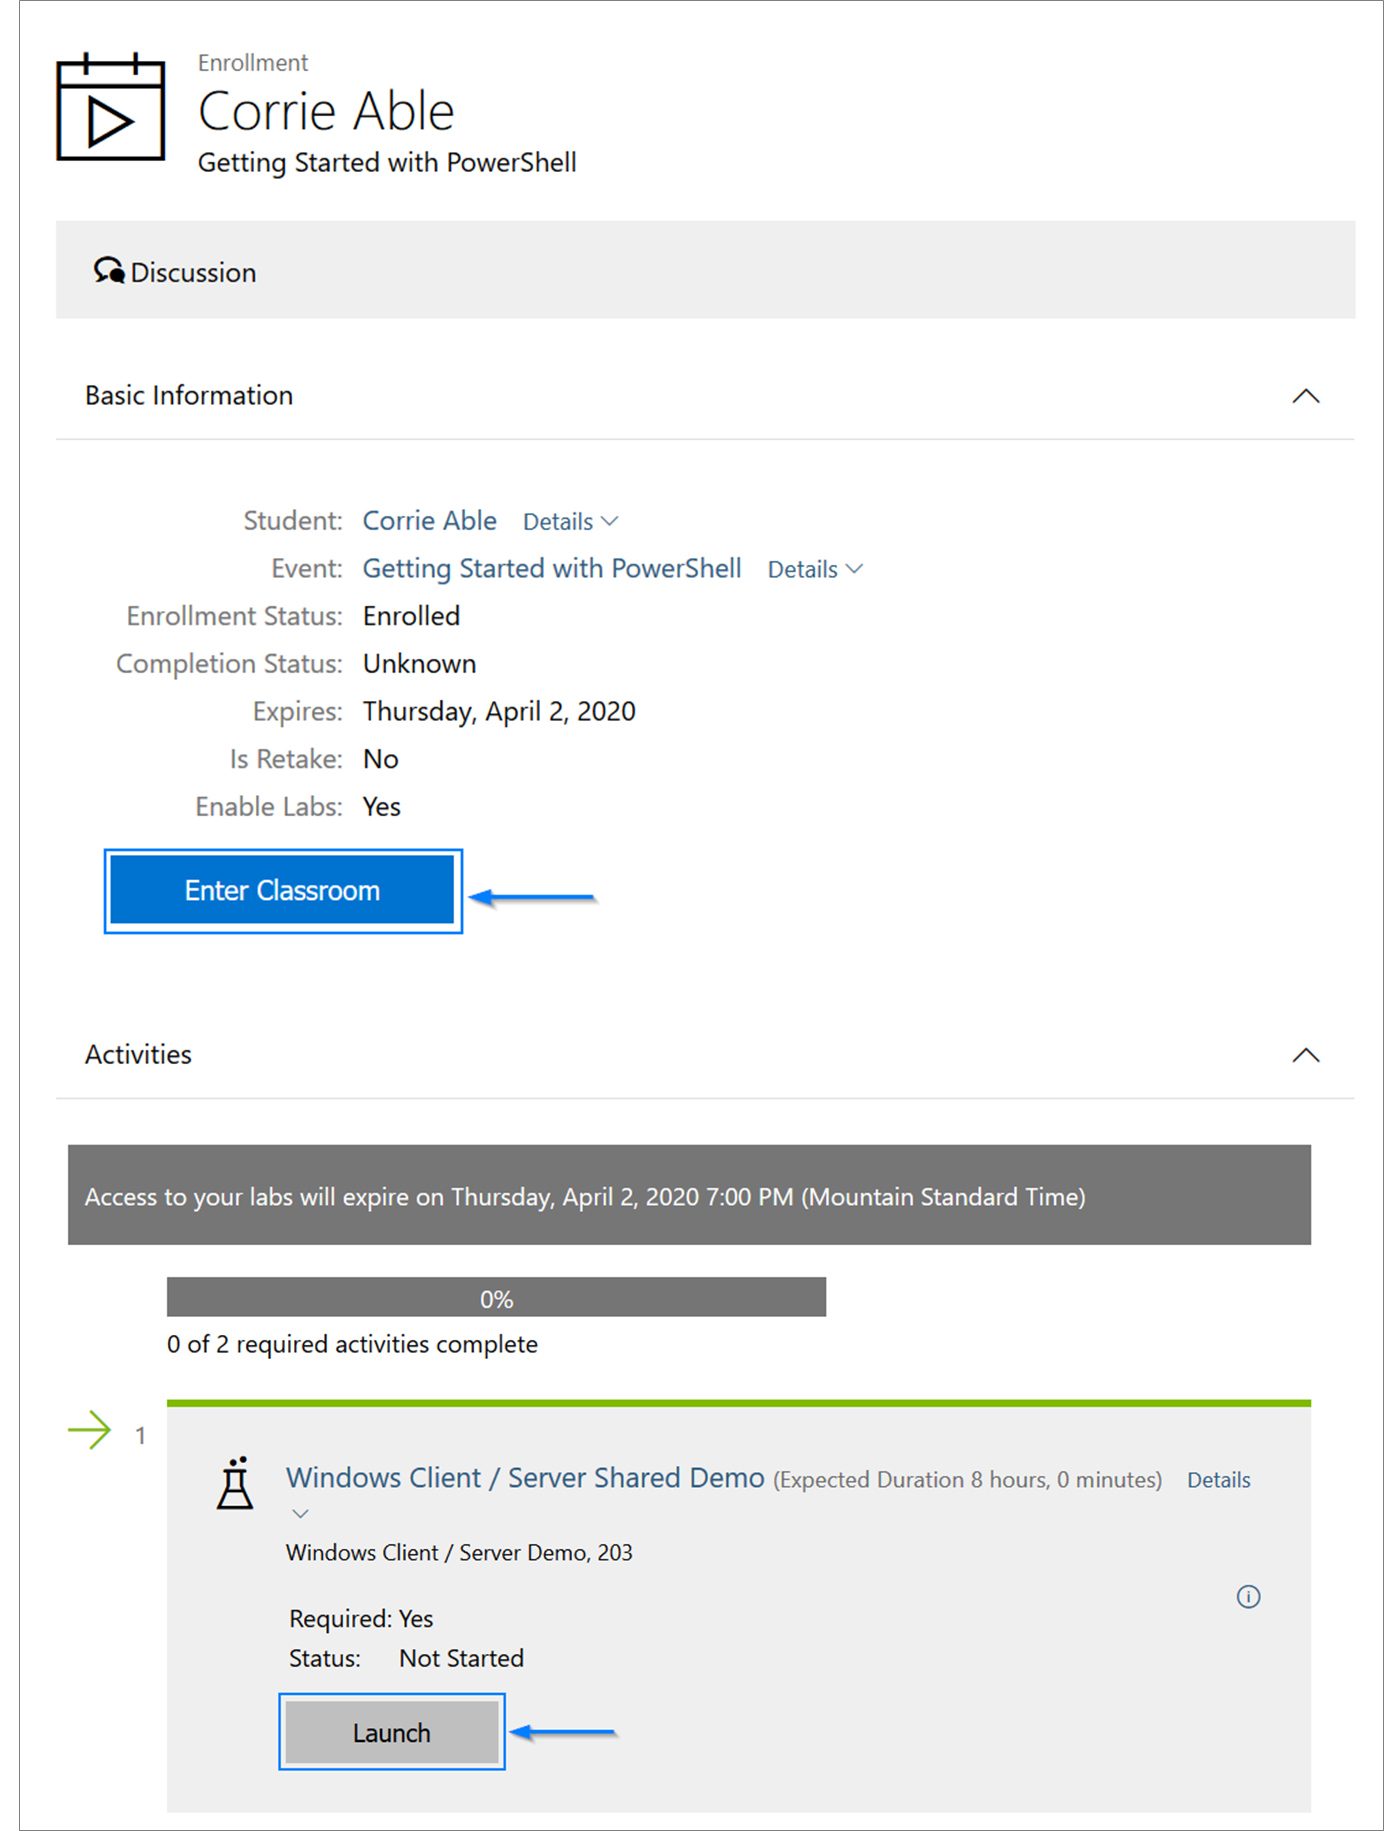 Enrollment
Corrie Able
Getting Started with PowerShell
Discussion
Basic Information
Student: Corrie Able Details
Event: Getting Started with PowerShell Details
Enrollment Status: Enrolled
Completion Status: Unknown
Expires: Thursday, April 2, 2020
Is Retake: No
Enable Labs: Yes
Enter Classroom
Activities
Access to your labs will expire on Thursday, April 2, 2020 7:00 PM (Mountain Standard Time)
0%
0 of 2 required activities complete
1
Windows Client / Server Shared Demo (Expected Duration 8 hours, 0 minutes) Details
Windows Client / Server Demo, 203
Required: Yes
Status: Not Started
Launch